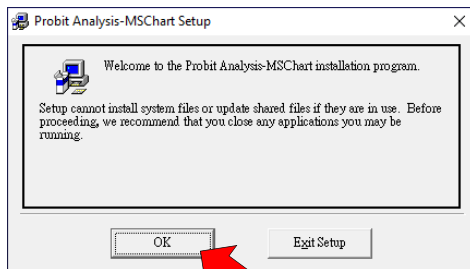 Probit Analysis-MSChart Setup
Welcome to the Probit Analysis-MSChart installation program.
Setup cannot install system files or update shared files if they are in use. Before
proceeding, we recommend that you close any applications you may be
running.
OK
Exit Setup